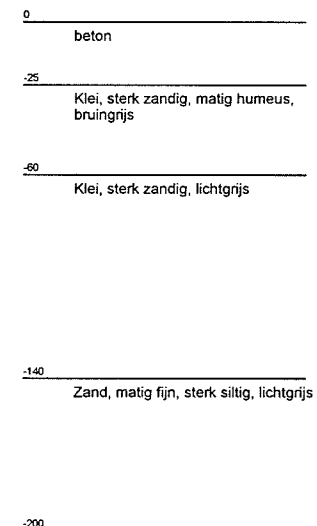 0
beton
-25
Klei, sterk zandig, matig humeus,
bruingrijs
-60
Klei, sterk zandig, lichtgrijs
-140
Zand, matig fijn, sterk siltig, lichtgrijs
-200